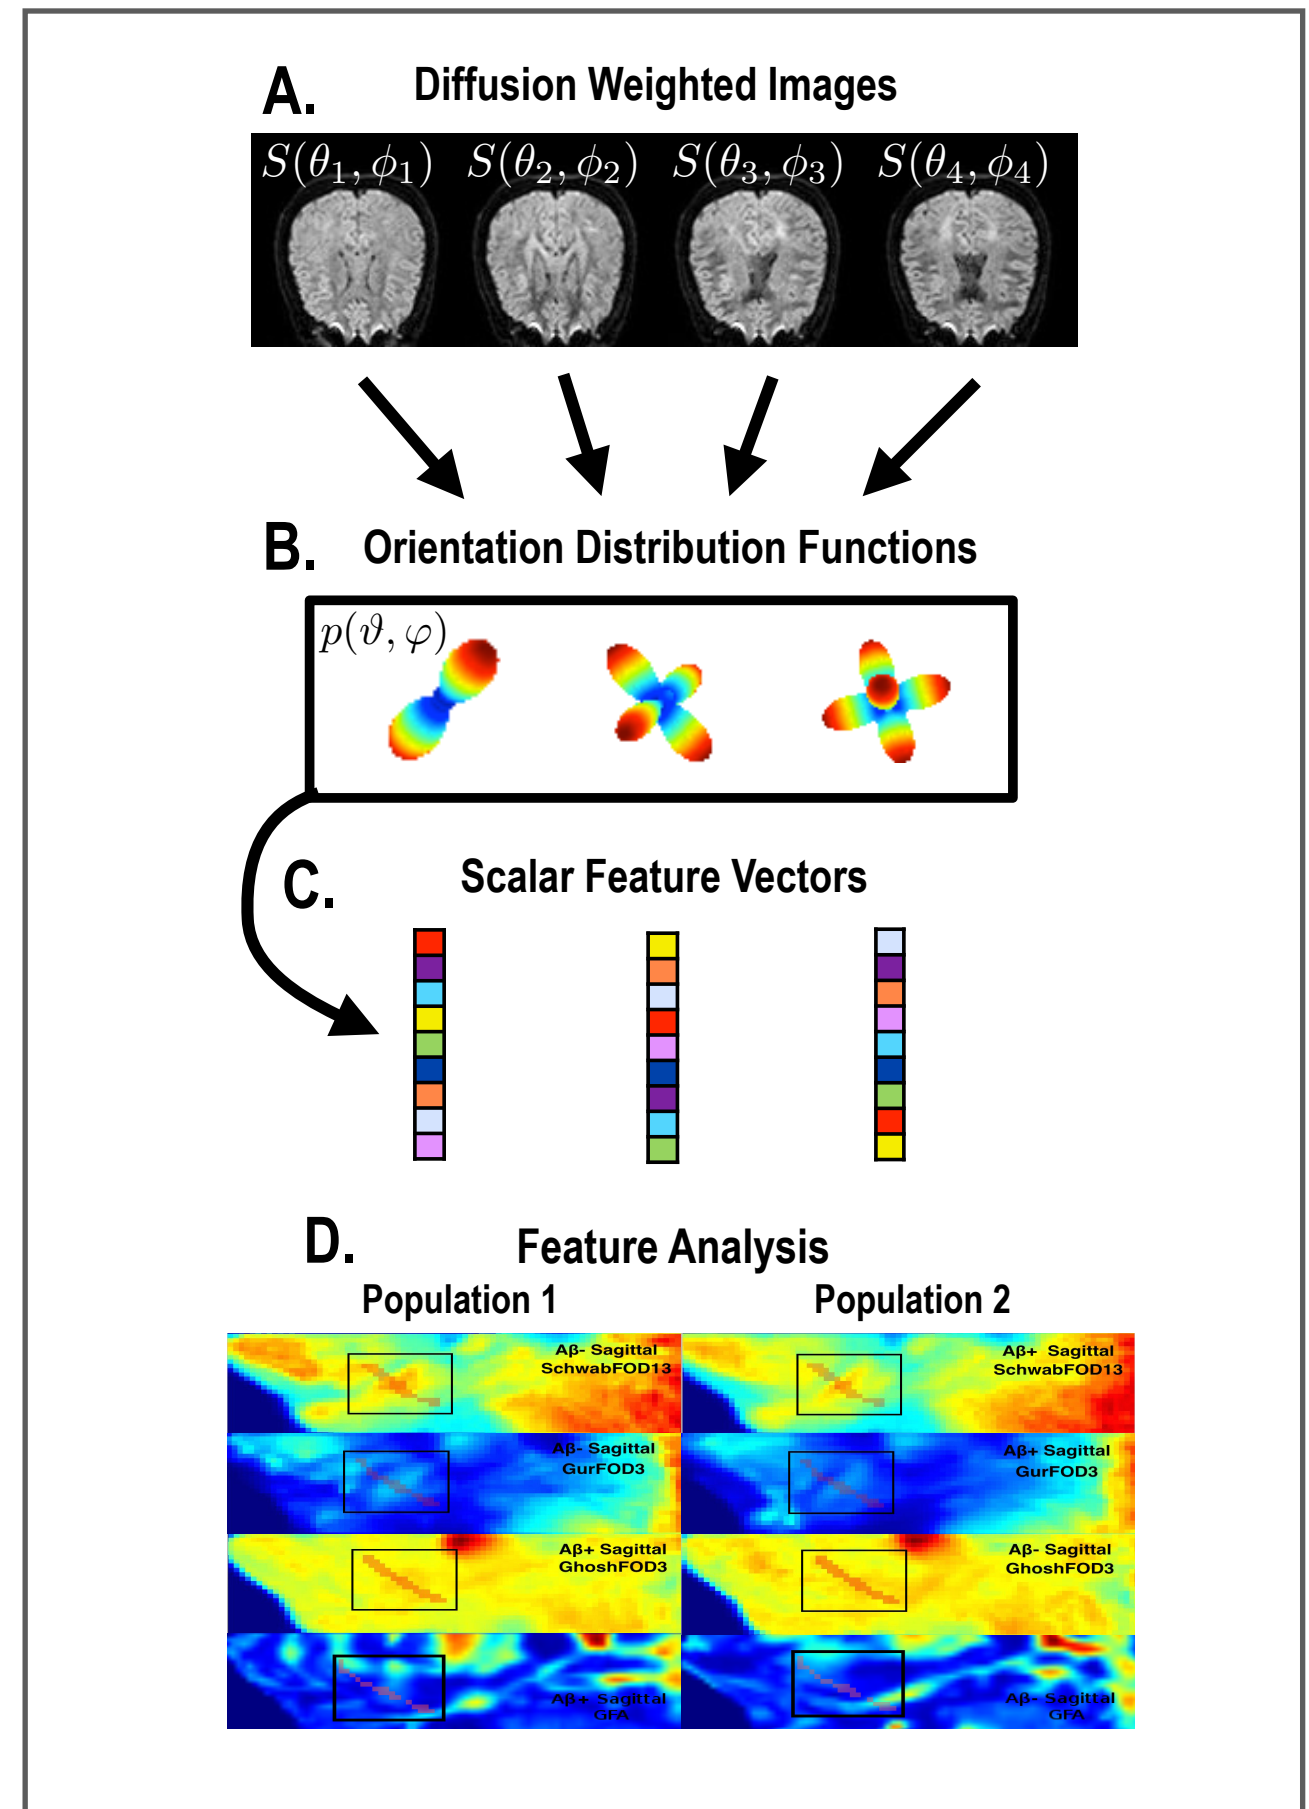 A. Diffusion Weighted Images
S(θ₁, ϕ₁) S(θ₂, ϕ₂) S(θ₃, ϕ₃) S(θ₄, ϕ₄)
B. Orientation Distribution Functions
p(ϑ, φ)
C. Scalar Feature Vectors
D. Feature Analysis
Population 1 Population 2
Aβ- Sagittal
SchwabFOD13
Aβ+ Sagittal
SchwabFOD13
Aβ- Sagittal
GurFOD3
Aβ+ Sagittal
GurFOD3
Aβ+ Sagittal
GhoshFOD3
Aβ- Sagittal
GhoshFOD3
Aβ+ Sagittal
GFA
Aβ- Sagittal
GFA